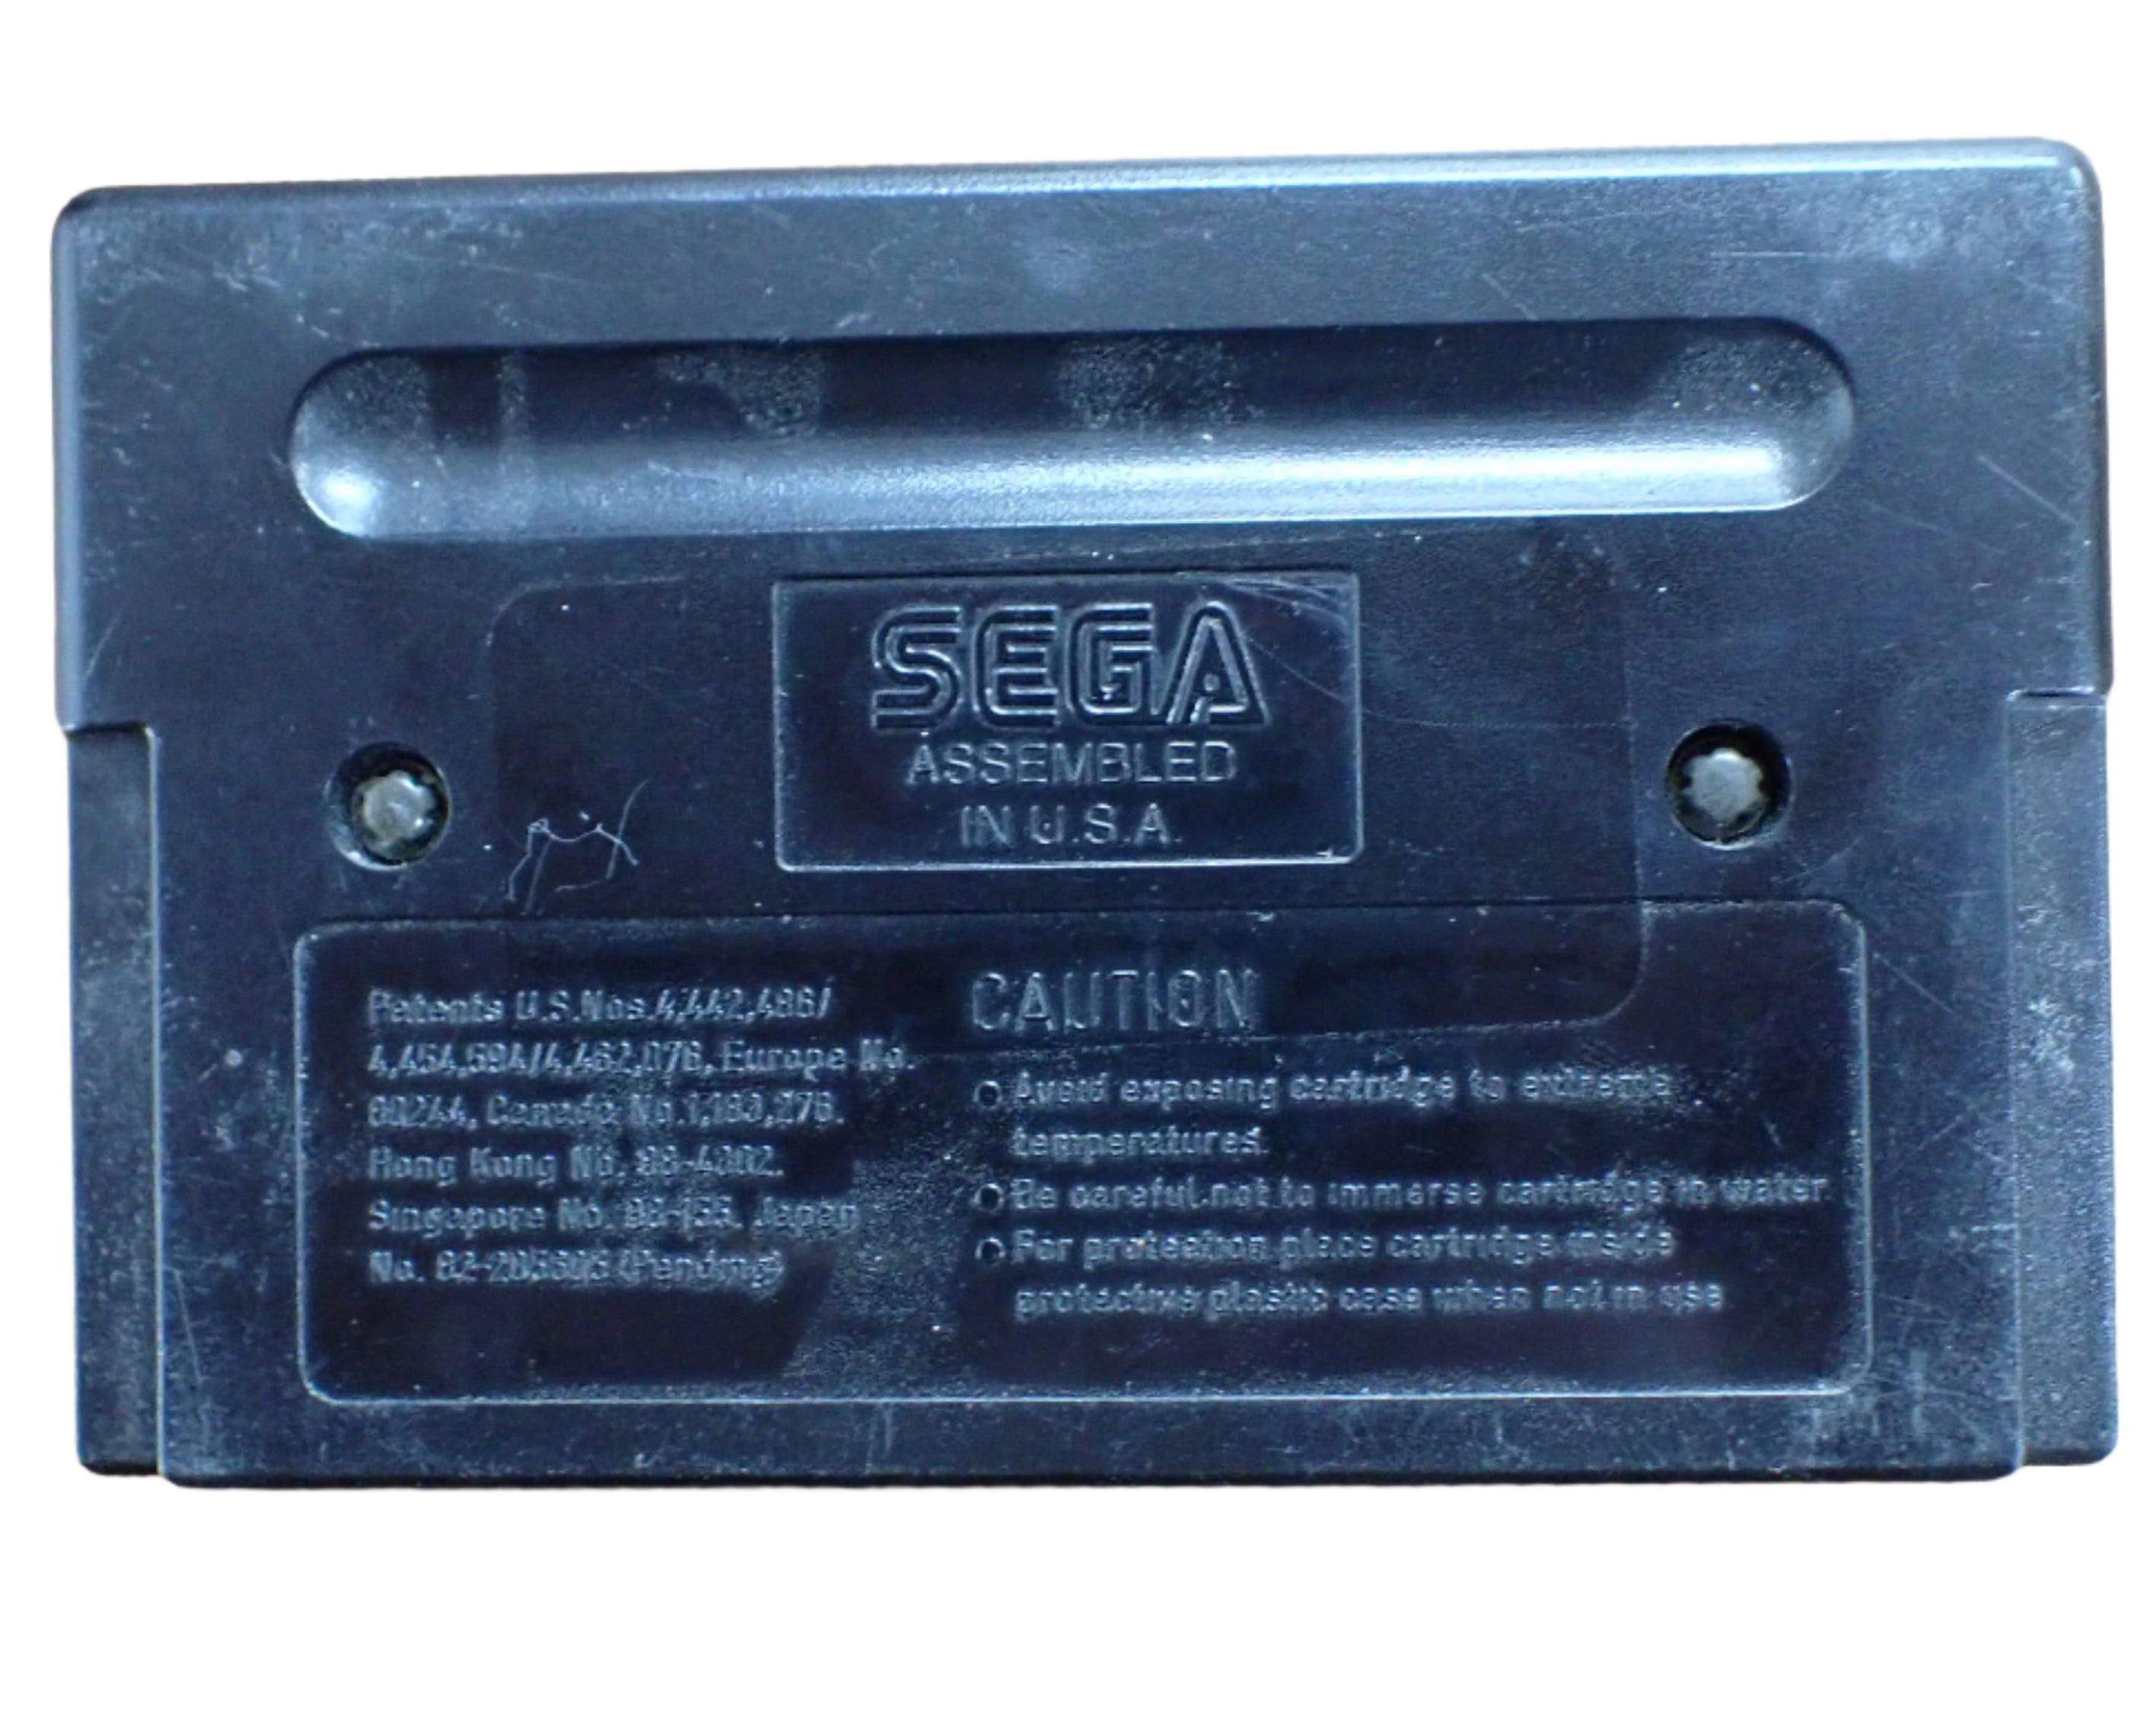 SEGA
ASSEMBLED
IN U.S.A.
Patents U.S.Nos.4,442,486/
4,454,594/4,462,076, Europe No.
80244, Canada No.1,183,276.
Hong Kong No. 88-4302.
Singapore No. 88-155. Japan
No. 82-205605 (Pending)
CAUTION
Avoid exposing cartridge to extreme
temperatures.
Be careful not to immerse cartridge in water
For protection, place cartridge inside
protective plastic case when not in use